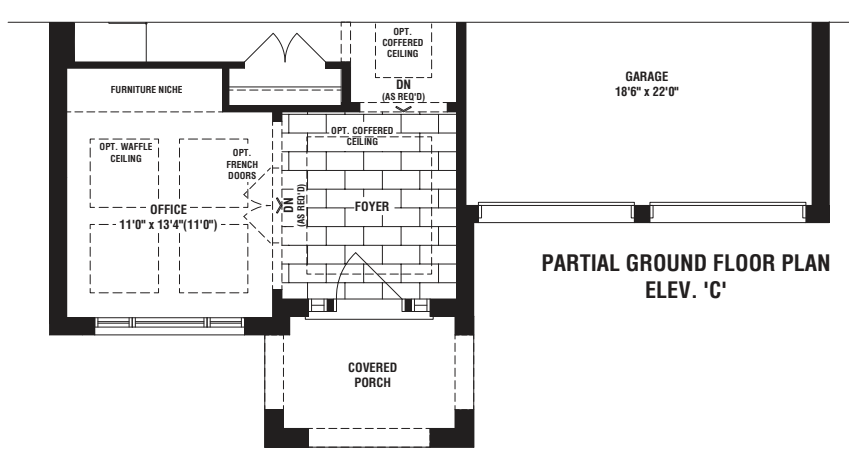 OPT.
COFFERED
CEILING
DN
(AS REQ'D)
GARAGE
18'6" x 22'0"
FURNITURE NICHE
OPT. WAFFLE
CEILING
OPT.
FRENCH
DOORS
OPT. COFFERED
CEILING
DN
(AS REQ'D)
OFFICE
11'0" x 13'4"(11'0")
FOYER
PARTIAL GROUND FLOOR PLAN
ELEV. 'C'
COVERED
PORCH